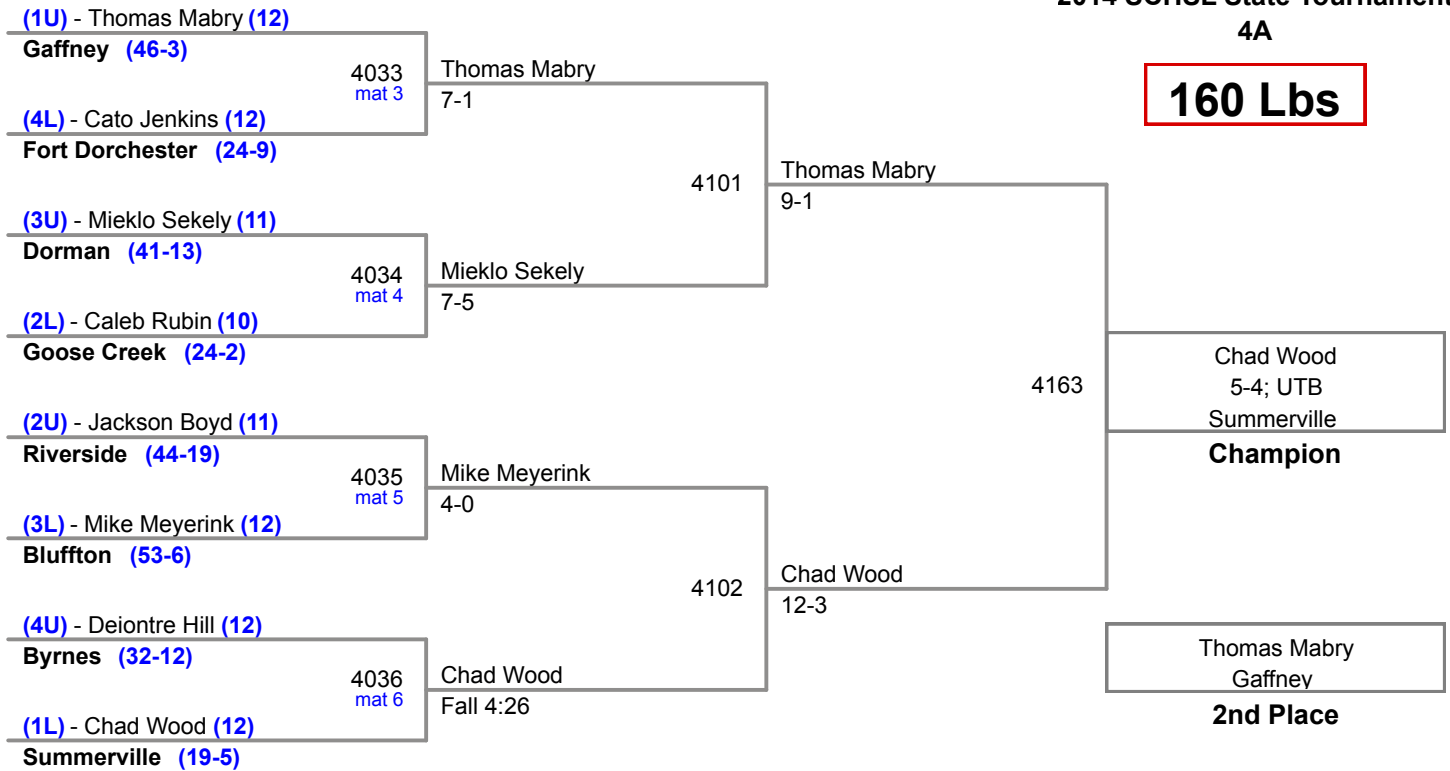 2014 SCHSL State Tournament
4A
160 Lbs
(1U) - Thomas Mabry (12)
Gaffney (46-3)
4033
mat 3
Thomas Mabry
7-1
(4L) - Cato Jenkins (12)
Fort Dorchester (24-9)
4101
Thomas Mabry
9-1
(3U) - Mieklo Sekely (11)
Dorman (41-13)
4034
mat 4
Mieklo Sekely
7-5
(2L) - Caleb Rubin (10)
Goose Creek (24-2)
4163
Chad Wood
5-4; UTB
Summerville
Champion
(2U) - Jackson Boyd (11)
Riverside (44-19)
4035
mat 5
Mike Meyerink
4-0
(3L) - Mike Meyerink (12)
Bluffton (53-6)
4102
Chad Wood
12-3
(4U) - Deiontre Hill (12)
Byrnes (32-12)
4036
mat 6
Chad Wood
Fall 4:26
(1L) - Chad Wood (12)
Summerville (19-5)
Thomas Mabry
Gaffney
2nd Place